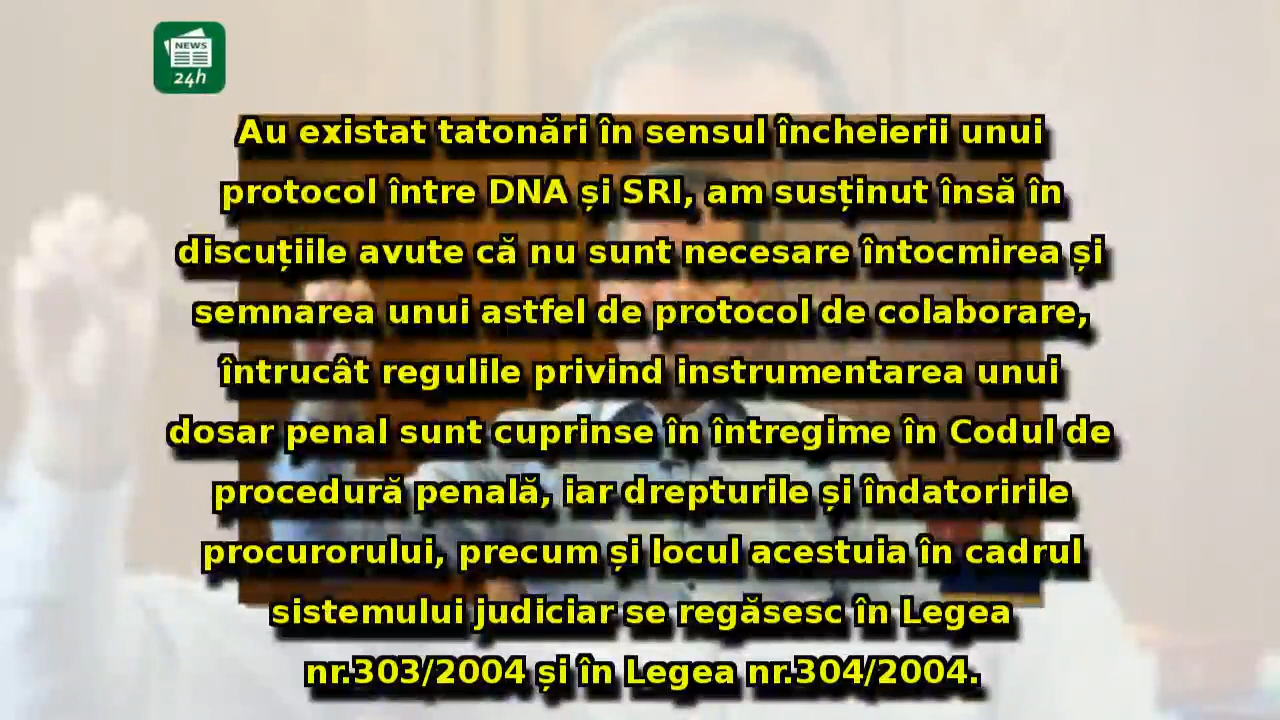 NEWS
24h
Au existat tatonări în sensul încheierii unui
protocol între DNA și SRI, am susținut însă în
discuțiile avute că nu sunt necesare întocmirea și
semnarea unui astfel de protocol de colaborare,
întrucât regulile privind instrumentarea unui
dosar penal sunt cuprinse în întregime în Codul de
procedură penală, iar drepturile și îndatoririle
procurorului, precum și locul acestuia în cadrul
sistemului judiciar se regăsesc în Legea
nr.303/2004 și în Legea nr.304/2004.